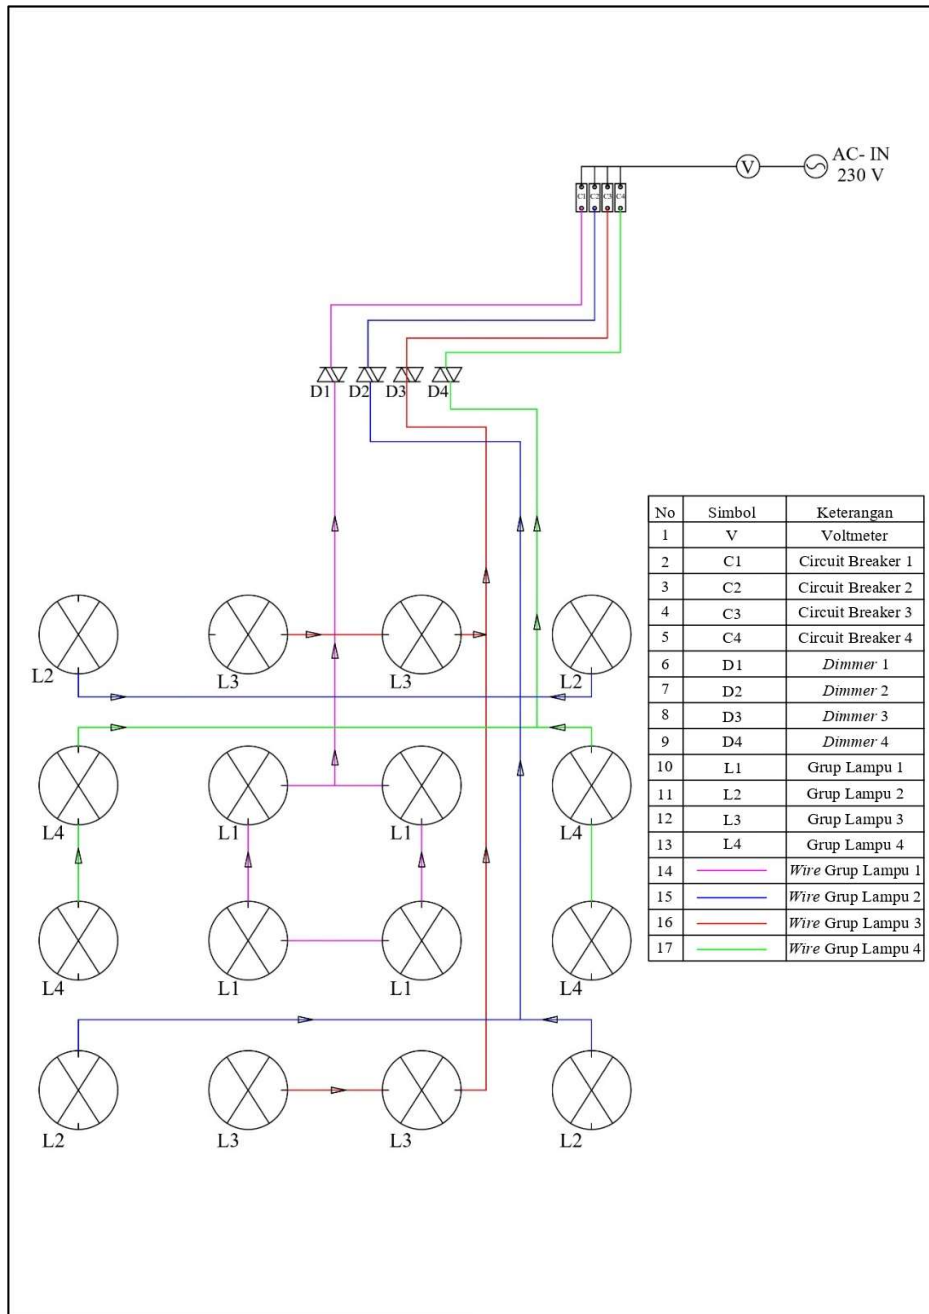 AC- IN
230 V
V
C1 C2 C3 C4
D1 D2 D3 D4
No Simbol Keterangan
1 V Voltmeter
2 C1 Circuit Breaker 1
3 C2 Circuit Breaker 2
4 C3 Circuit Breaker 3
5 C4 Circuit Breaker 4
6 D1 Dimmer 1
7 D2 Dimmer 2
8 D3 Dimmer 3
9 D4 Dimmer 4
10 L1 Grup Lampu 1
11 L2 Grup Lampu 2
12 L3 Grup Lampu 3
13 L4 Grup Lampu 4
14 Wire Grup Lampu 1
15 Wire Grup Lampu 2
16 Wire Grup Lampu 3
17 Wire Grup Lampu 4
L2 L3 L3 L2
L4 L1 L1 L4
L4 L1 L1 L4
L2 L3 L3 L2